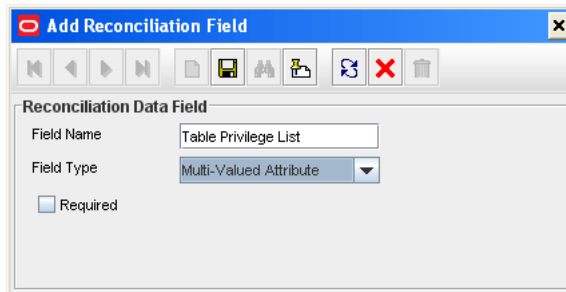 Add Reconciliation Field
Reconciliation Data Field
Field Name
Table Privilege List
Field Type
Multi-Valued Attribute
Required